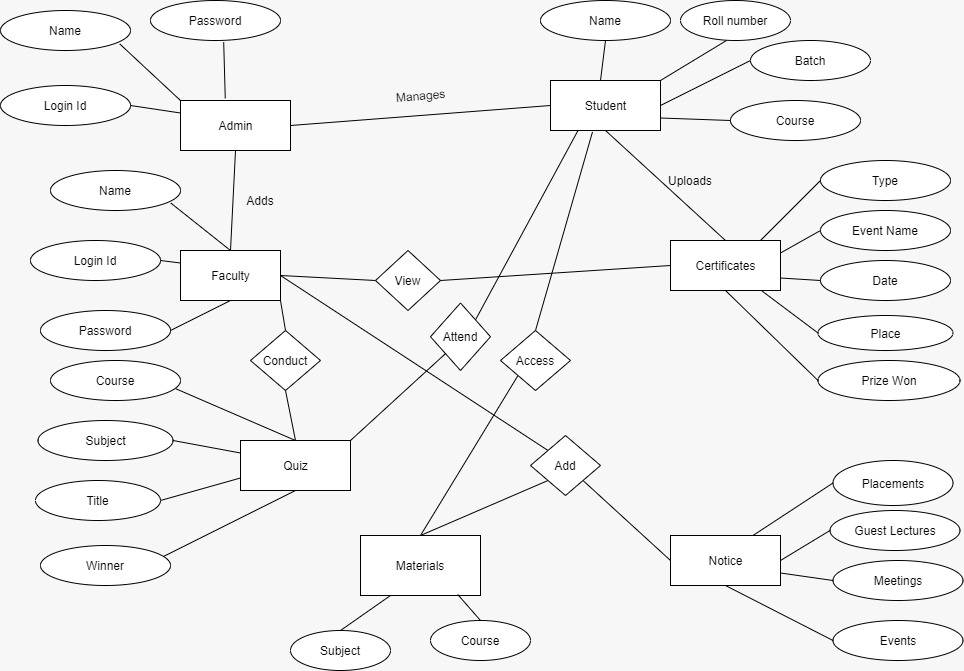 Name
Password
Name
Roll number
Batch
Login Id
Manages
Admin
Student
Course
Name
Adds
Uploads
Type
Event Name
Login Id
Faculty
View
Certificates
Date
Password
Attend
Place
Conduct
Access
Course
Prize Won
Subject
Quiz
Add
Title
Placements
Guest Lectures
Winner
Materials
Notice
Meetings
Subject
Course
Events